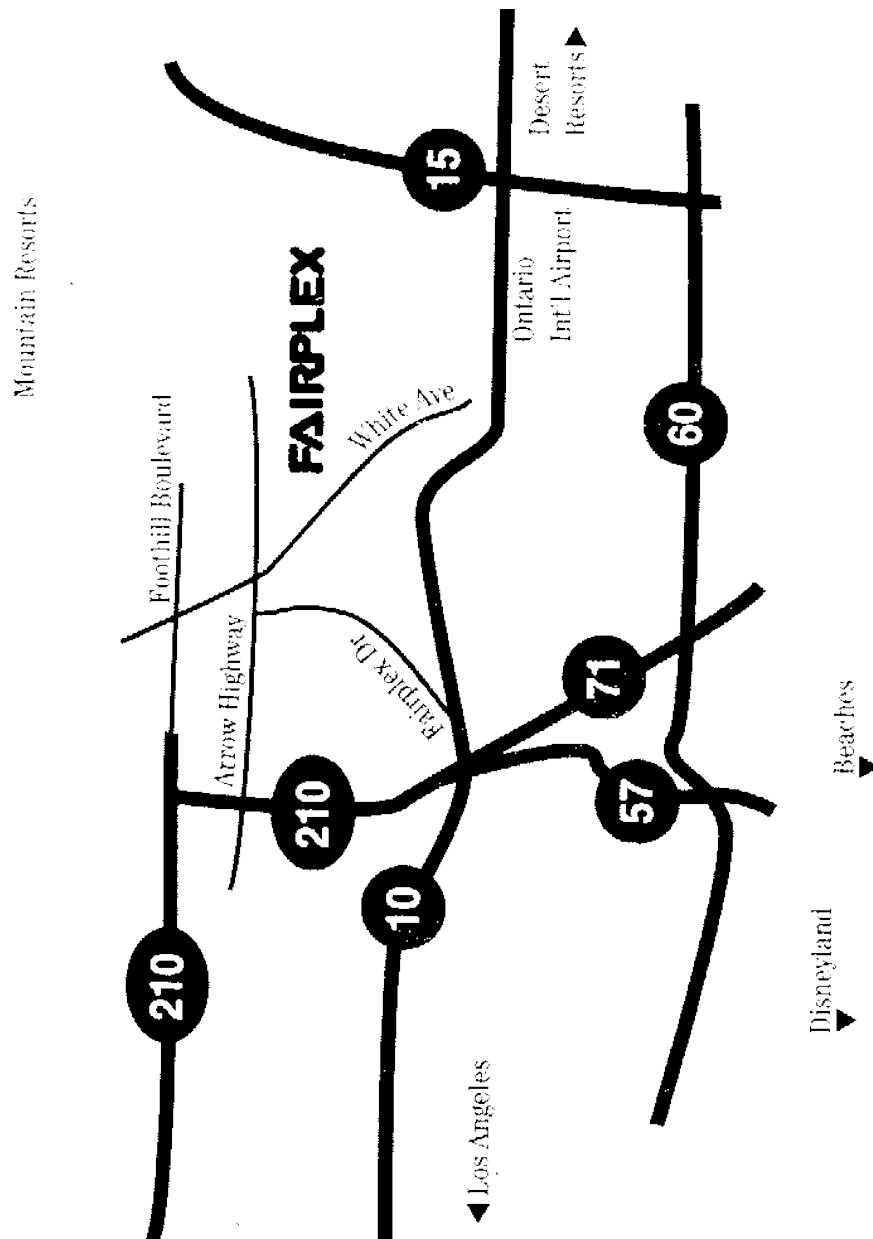 Mountain Resorts
Foothill Boulevard
210
Arrow Highway
FAIRPLEX
210
Fairplex Dr
White Ave
15
10
Los Angeles
Ontario
Int'l Airport
Desert
Resorts
71
57
60
Disneyland
Beaches